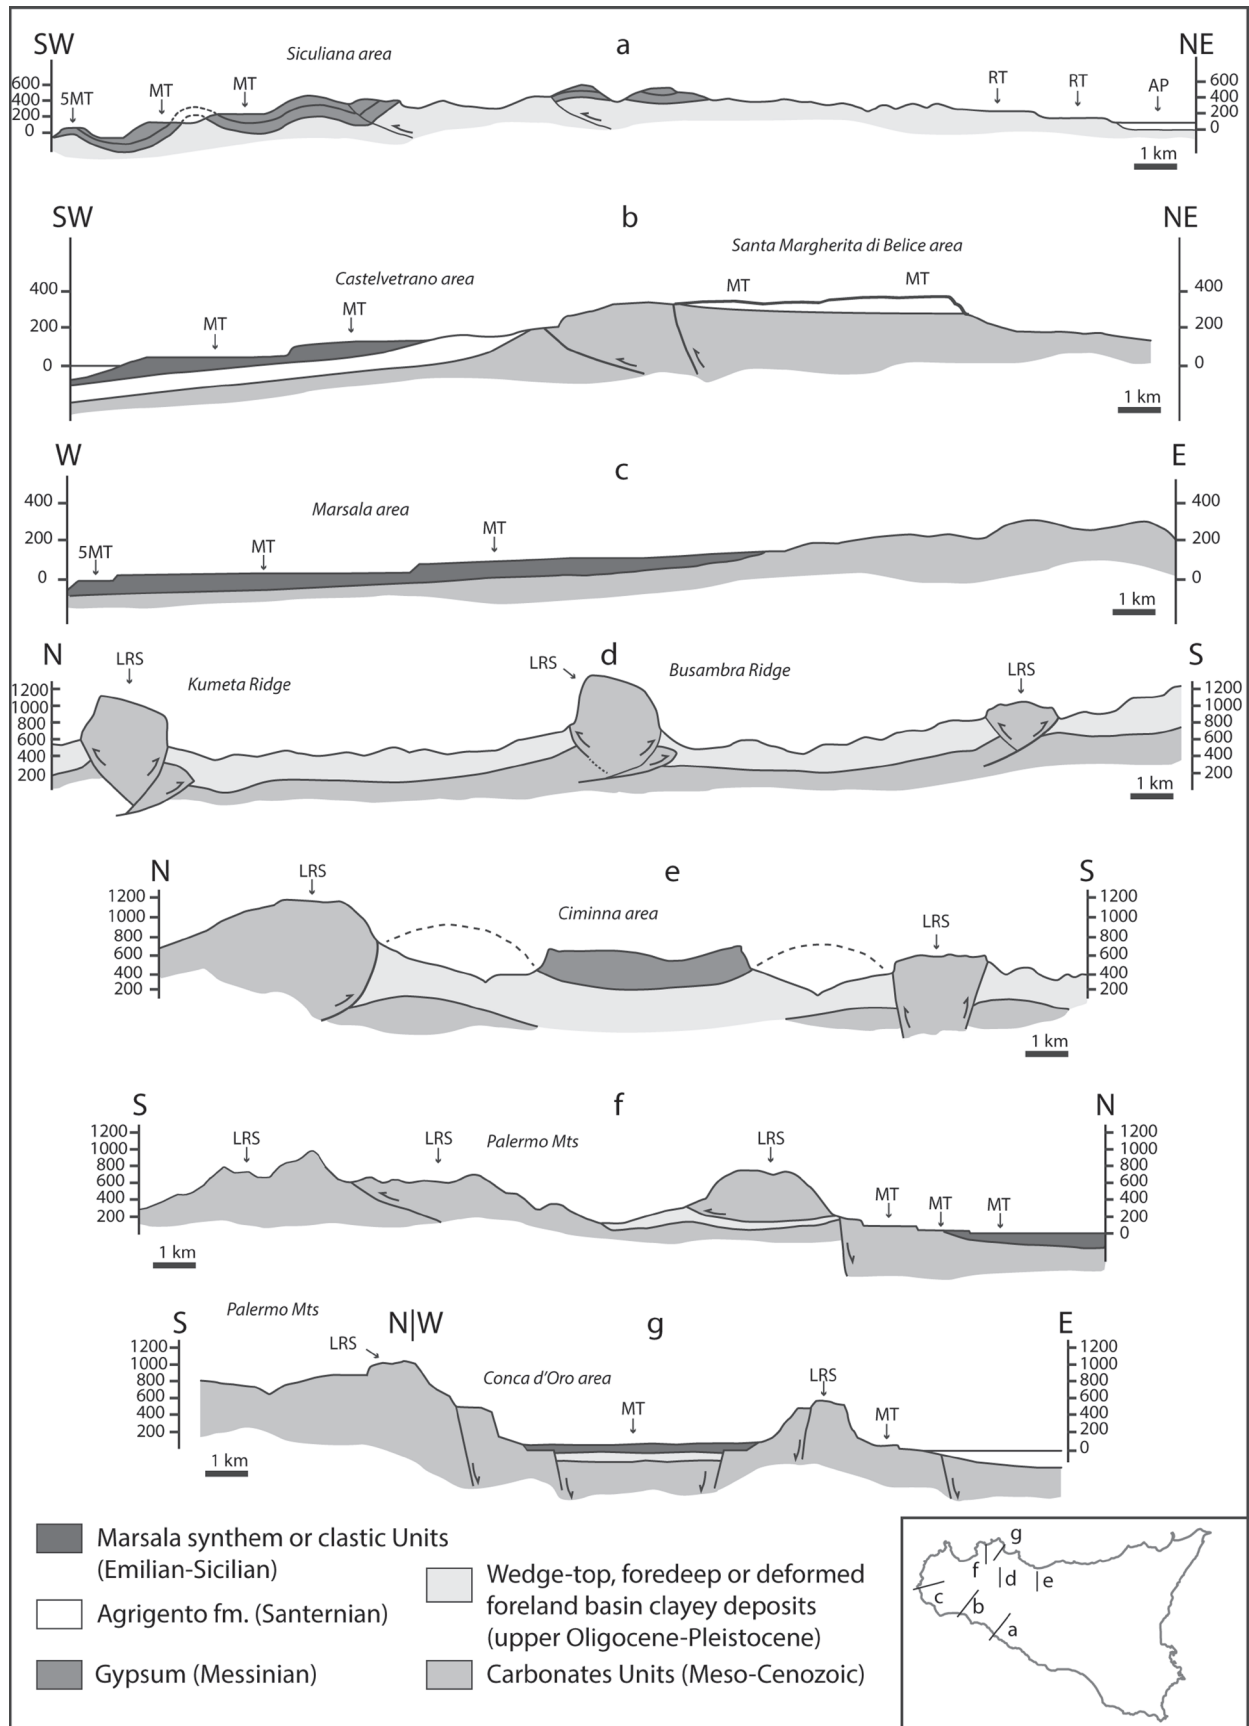 SW a NE
Siculiana area
5MT MT MT RT RT AP
600 600
400 400
200 200
0 0
1 km
SW b NE
Santa Margherita di Belice area
Castelvetrano area
MT MT MT MT
400 400
200 200
0 0
1 km
W c E
Marsala area
5MT MT MT
400 400
200 200
0 0
1 km
N d S
LRS LRS LRS
Kumeta Ridge Busambra Ridge
1200 1200
1000 1000
800 800
600 600
400 400
200 200
1 km
N e S
LRS LRS
Ciminna area
1200 1200
1000 1000
800 800
600 600
400 400
200 200
1 km
S f N
LRS LRS Palermo Mts LRS
MT MT MT
1200 1200
1000 1000
800 800
600 600
400 400
200 200
0
1 km
Palermo Mts
S N|W g E
LRS LRS
Conca d'Oro area
MT MT
1200 1200
1000 1000
800 800
600 600
400 400
200 200
0
1 km
Marsala synthem or clastic Units
(Emilian-Sicilian)
Agrigento fm. (Santernian)
Gypsum (Messinian)
Wedge-top, foredeep or deformed
foreland basin clayey deposits
(upper Oligocene-Pleistocene)
Carbonates Units (Meso-Cenozoic)
g
f
d e
c b
a